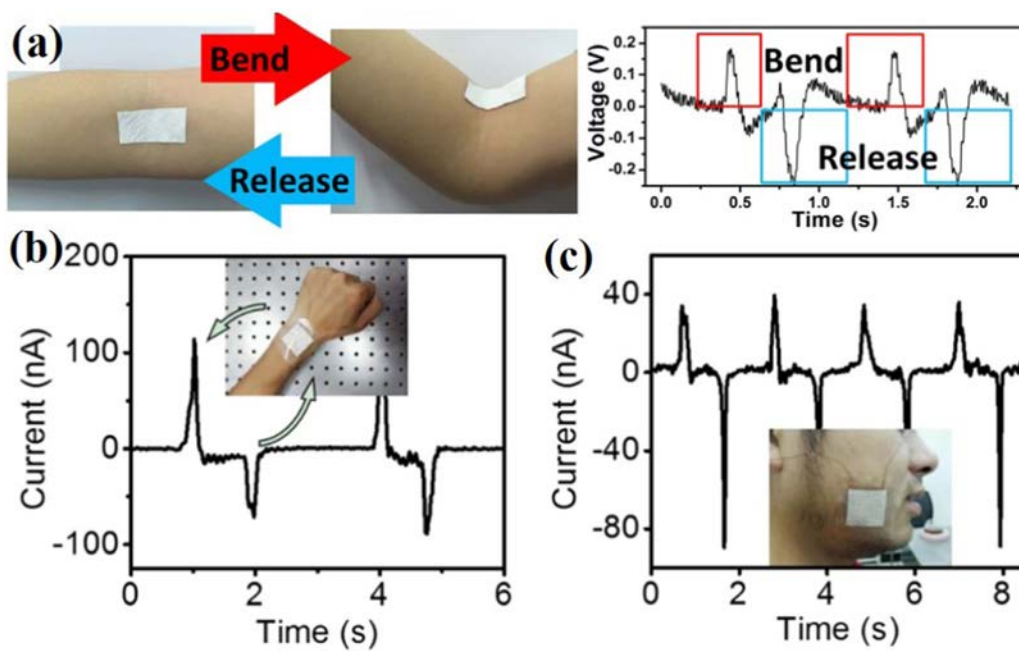 (a)
Bend
Release
Voltage (V)
0.2
0.1
0.0
-0.1
-0.2
Bend
Release
0.0 0.5 1.0 1.5 2.0
Time (s)
(b)
200
100
0
-100
Current (nA)
0 2 4 6
Time (s)
(c)
40
0
-40
-80
Current (nA)
0 2 4 6 8
Time (s)